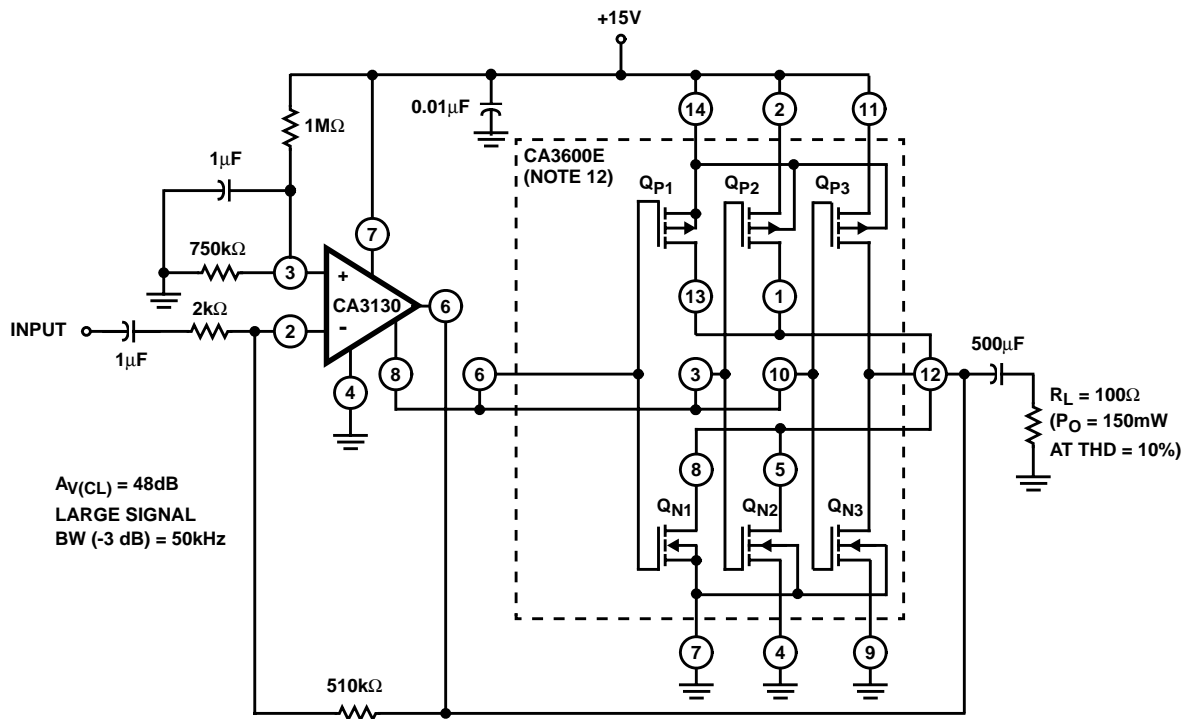 +15V
0.01μF
1MΩ
1μF
750kΩ
2kΩ
INPUT
1μF
3
2
+
-
CA3130
7
6
4
8
CA3600E
(NOTE 12)
14
2
11
QP1
QP2
QP3
13
1
6
3
10
12
8
5
QN1
QN2
QN3
7
4
9
500μF
RL = 100Ω
(PO = 150mW
AT THD = 10%)
AV(CL) = 48dB
LARGE SIGNAL
BW (-3 dB) = 50kHz
510kΩ